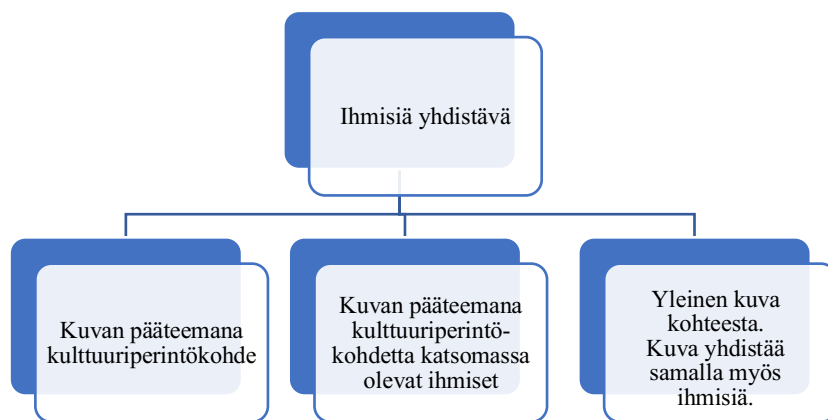 Ihmisiä yhdistävä
Kuvan pääteemana
kulttuuriperintökohde
Kuvan pääteemana
kulttuuriperintö-
kohdetta katsomassa
olevat ihmiset
Yleinen kuva
kohteesta.
Kuva yhdistää
samalla myös
ihmisiä.